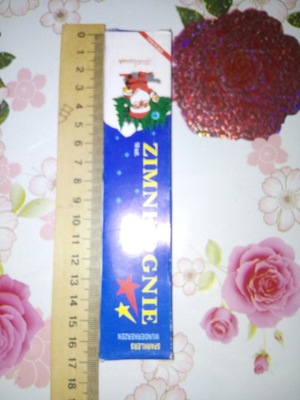 ZIMNE OGNIE
SPARKLERS
WUNDERKERZEN
0 1 2 3 4 5 6 7 8 9 10 11 12 13 14 15 16 17 18